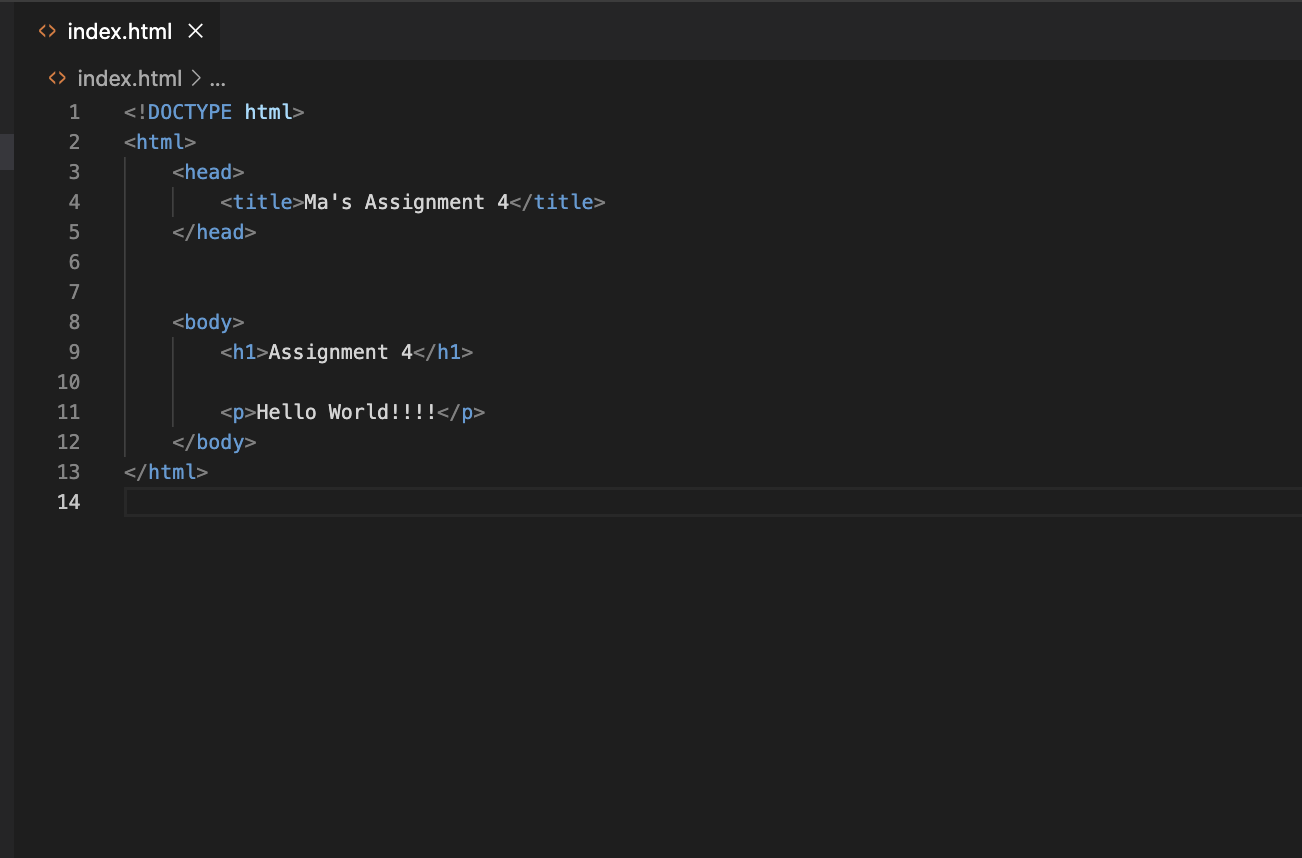 index.html
index.html > ...
1 <!DOCTYPE html>
2 <html>
3     <head>
4         <title>Ma's Assignment 4</title>
5     </head>
6
7
8     <body>
9         <h1>Assignment 4</h1>
10
11         <p>Hello World!!!!</p>
12     </body>
13 </html>
14